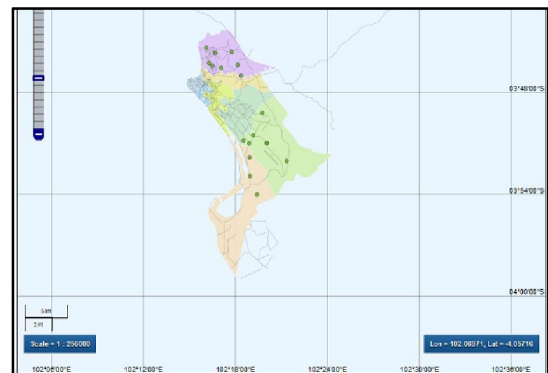 03°48'00"S
03°54'00"S
04°00'00"S
Scale = 1 : 250000
Lon = 102.08971, Lat = -4.05716
102°06'00"E 102°12'00"E 102°18'00"E 102°24'00"E 102°30'00"E 102°36'00"E